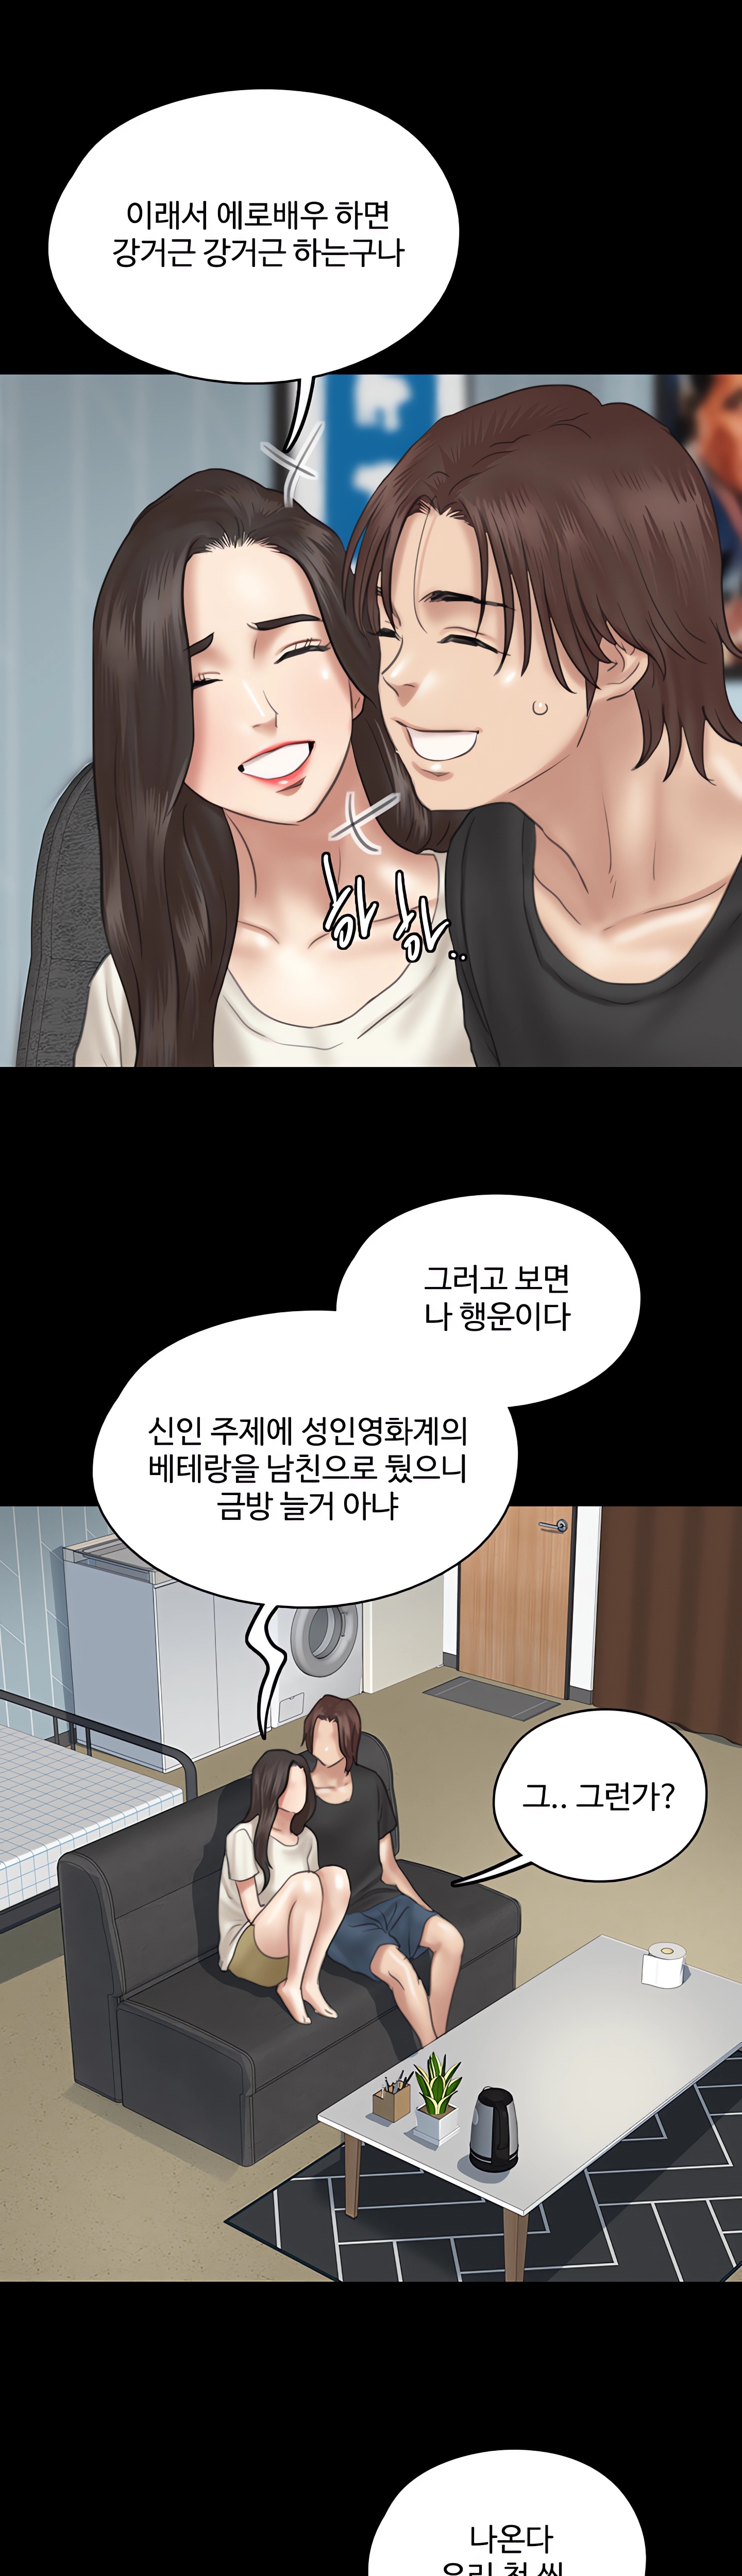 이래서 에로배우 하면
강거근 강거근 하는구나
하하..
그러고 보면
나 행운이다
신인 주제에 성인영화계의
베테랑을 남친으로 뒀으니
금방 늘거 아냐
그.. 그런가?
나온다